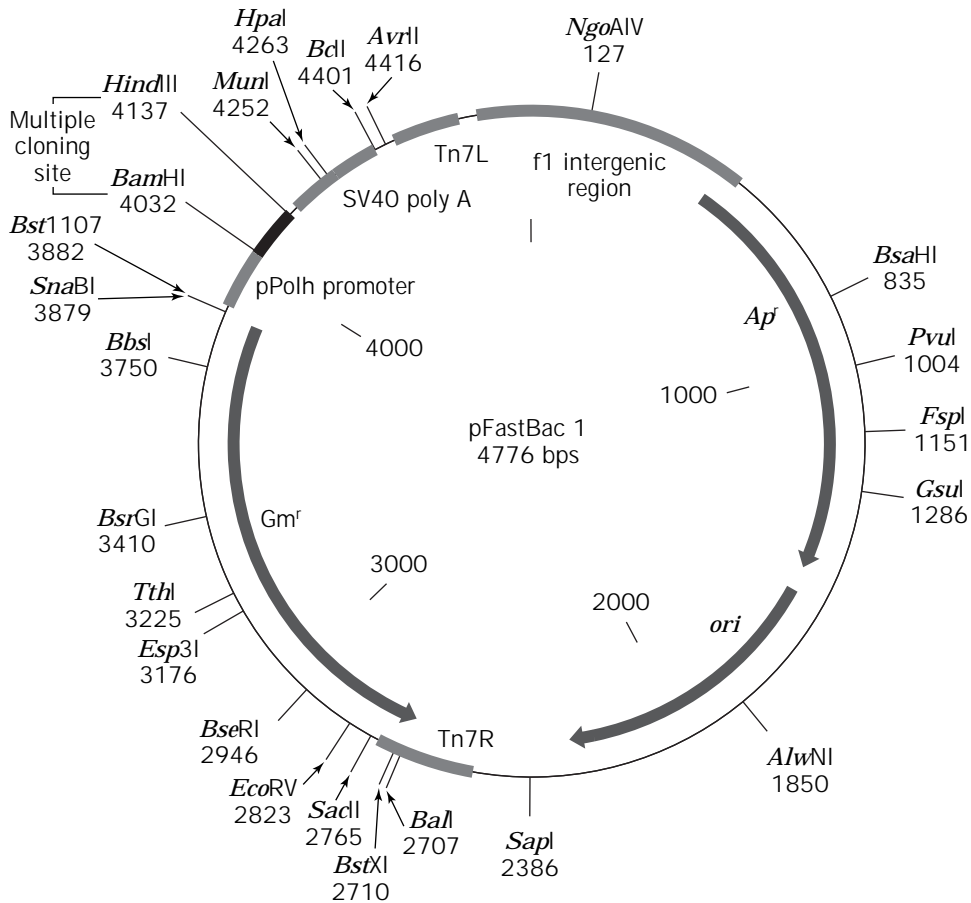 NgoAIV
127
f1 intergenic
region
Tn7L
AvrII
4416
BclI
4401
HpaI
4263
MunI
4252
SV40 poly A
HindIII
4137
Multiple
cloning
site
BamHI
4032
Bst1107
3882
SnaBI
3879
pPolh promoter
BbsI
3750
4000
BsaHI
835
Apr
PvuI
1004
1000
FspI
1151
GsuI
1286
pFastBac 1
4776 bps
Gmr
BsrGI
3410
TthI
3225
Esp3I
3176
3000
2000
ori
BseRI
2946
EcoRV
2823
SacII
2765
BstXI
2710
BalI
2707
Tn7R
SapI
2386
AlwNI
1850